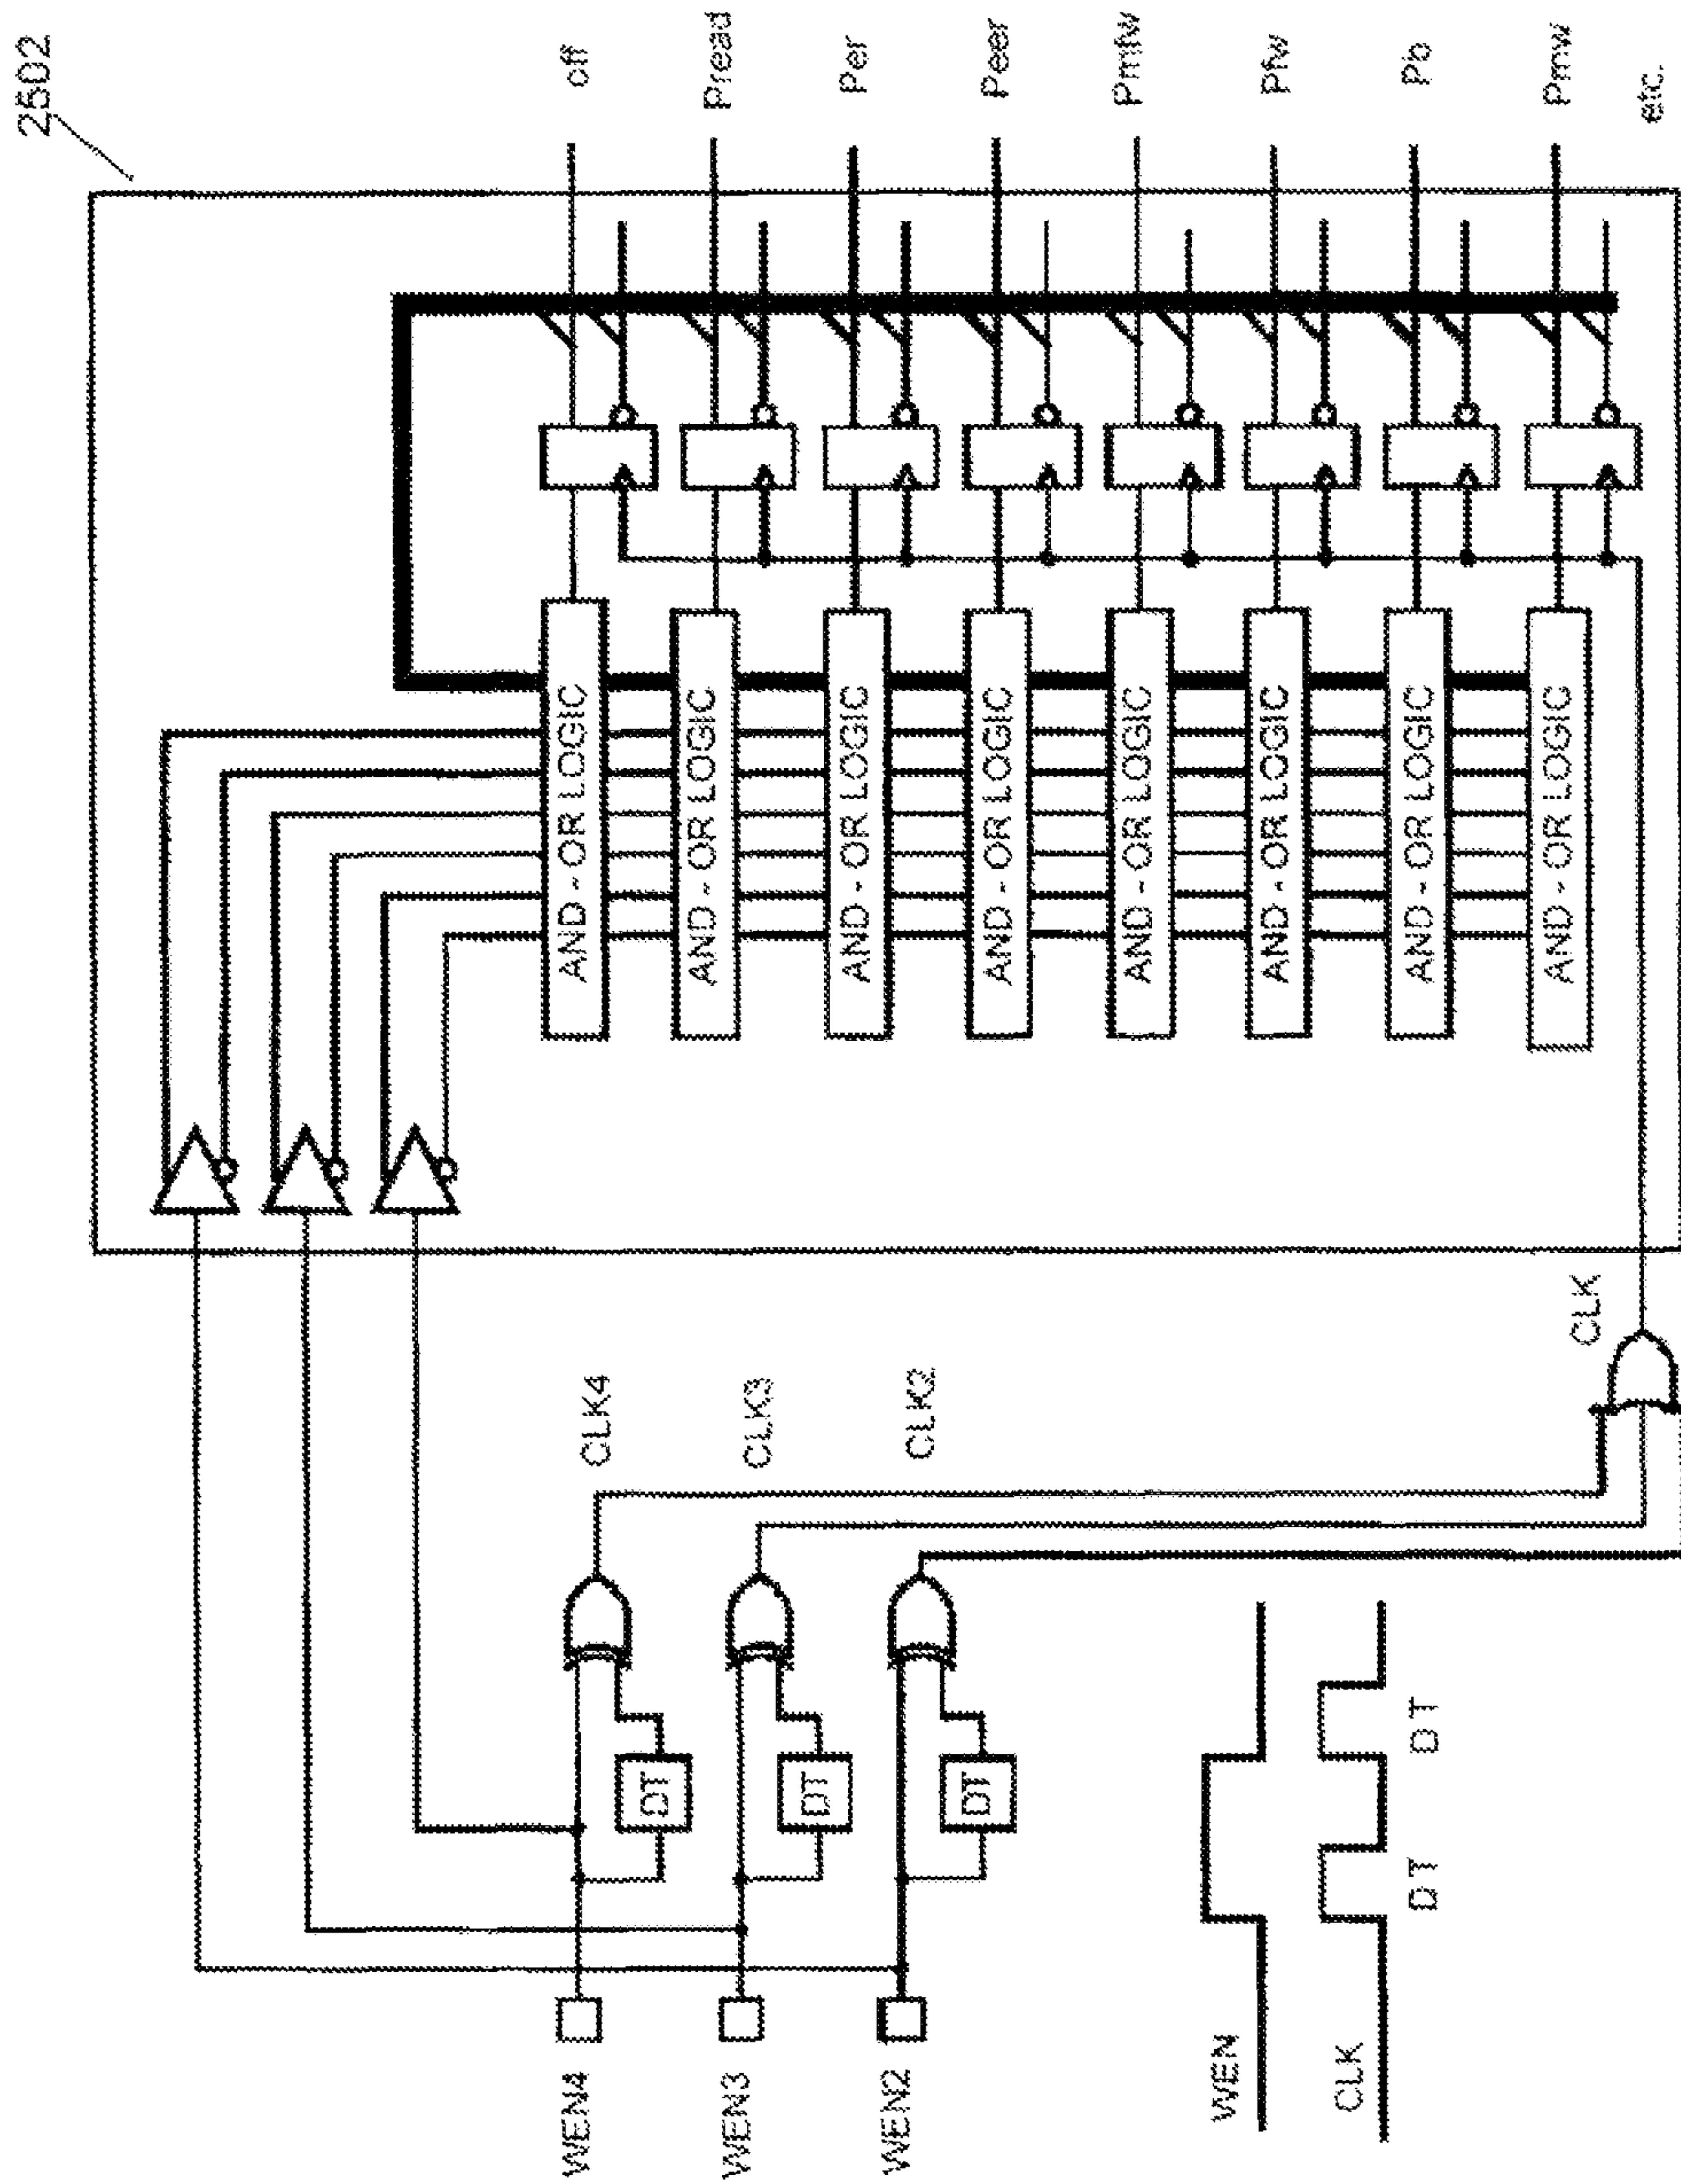 2502
off
Pread
Per
Peer
Pmfw
Pfw
Pb
Pmw
etc.
AND - OR LOGIC
AND - OR LOGIC
AND - OR LOGIC
AND - OR LOGIC
AND - OR LOGIC
AND - OR LOGIC
AND - OR LOGIC
AND - OR LOGIC
CLK4
CLK3
CLK2
CLK
DT
DT
DT
WEN4
WEN3
WEN2
WEN
CLK
DT
DT